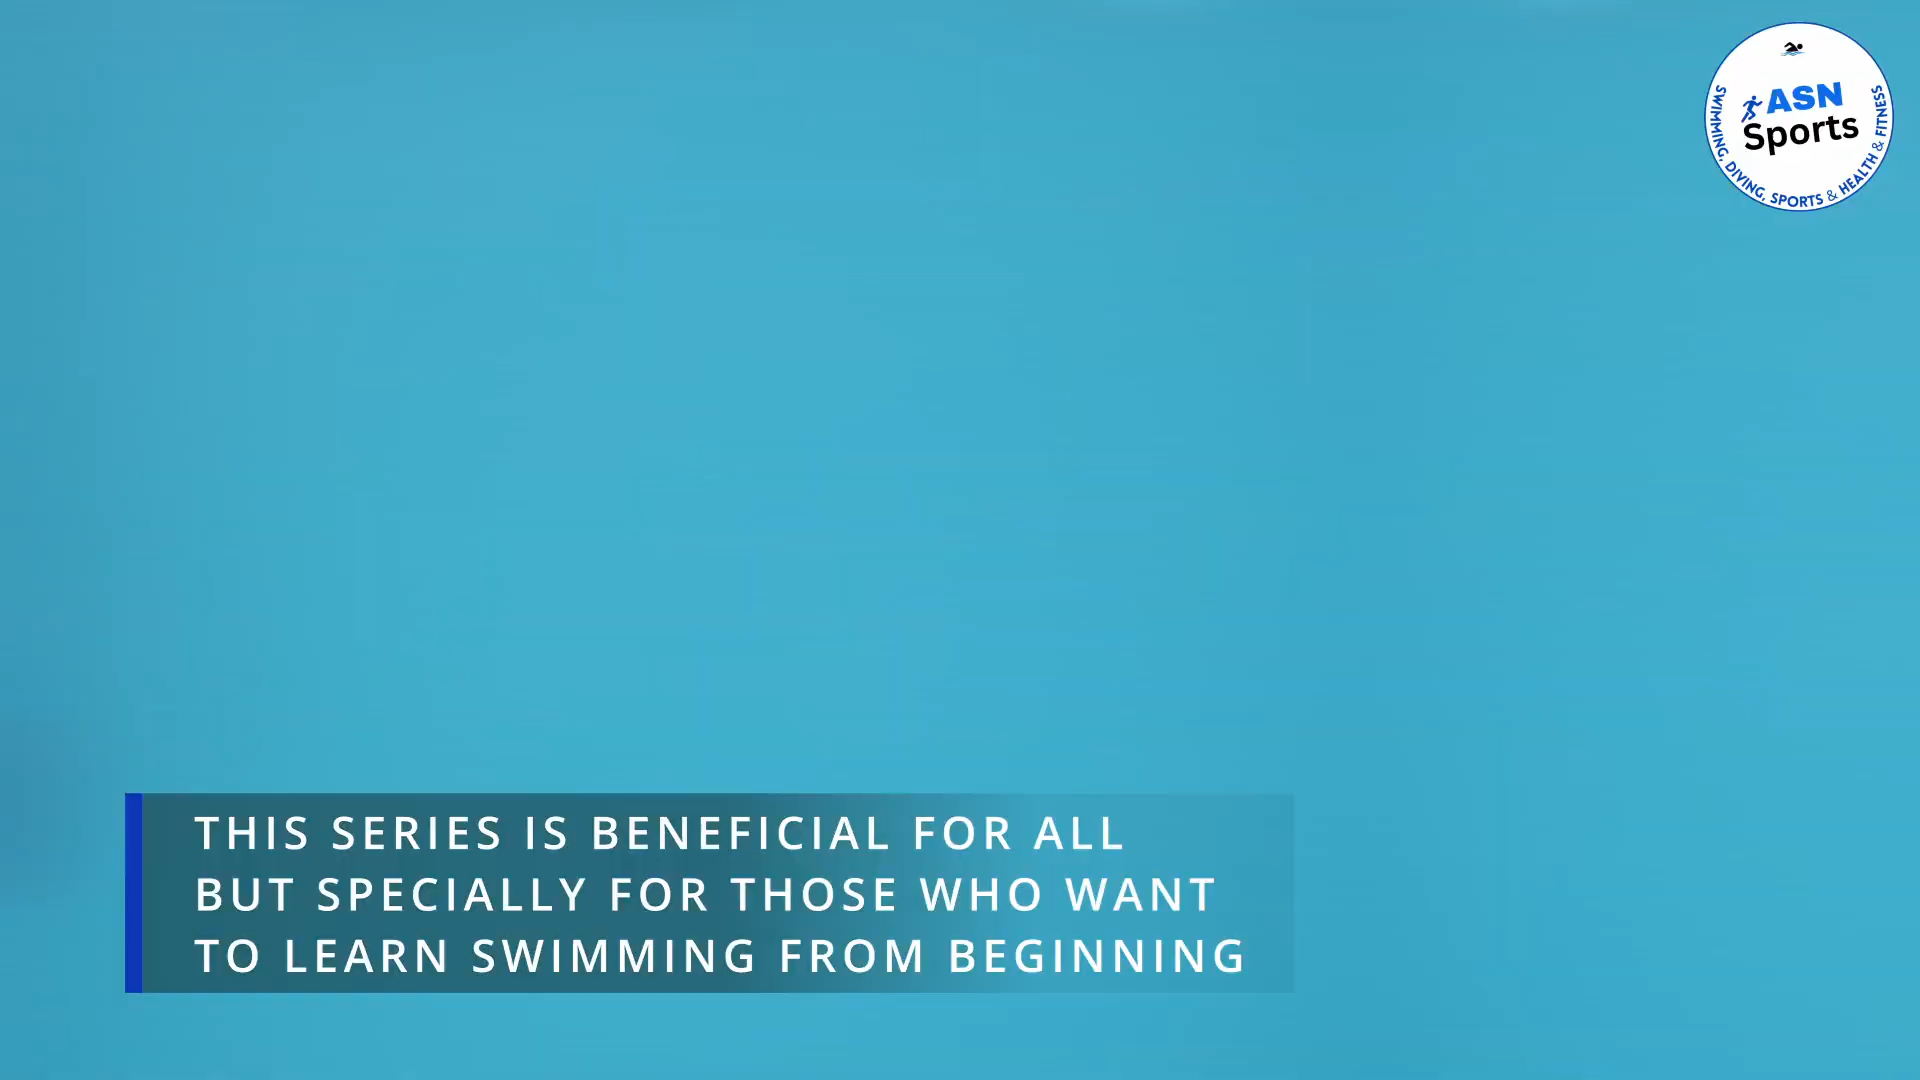 ASN
Sports
SWIMMING, DIVING, SPORTS & HEALTH & FITNESS
THIS SERIES IS BENEFICIAL FOR ALL
BUT SPECIALLY FOR THOSE WHO WANT
TO LEARN SWIMMING FROM BEGINNING